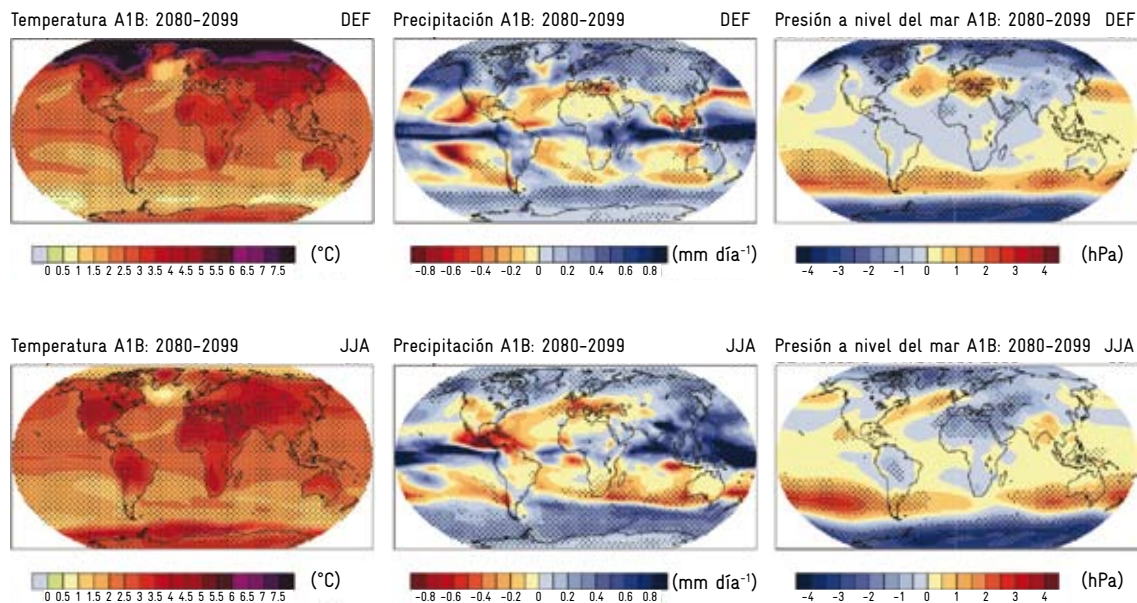 Temperatura A1B: 2080-2099 DEF
Precipitación A1B: 2080-2099 DEF
Presión a nivel del mar A1B: 2080-2099 DEF
0 0.5 1 1.5 2 2.5 3 3.5 4 4.5 5 5.5 6 6.5 7 7.5 (°C)
-0.8 -0.6 -0.4 -0.2 0 0.2 0.4 0.6 0.8 (mm día⁻¹)
-4 -3 -2 -1 0 1 2 3 4 (hPa)
Temperatura A1B: 2080-2099 JJA
Precipitación A1B: 2080-2099 JJA
Presión a nivel del mar A1B: 2080-2099 JJA
0 0.5 1 1.5 2 2.5 3 3.5 4 4.5 5 5.5 6 6.5 7 7.5 (°C)
-0.8 -0.6 -0.4 -0.2 0 0.2 0.4 0.6 0.8 (mm día⁻¹)
-4 -3 -2 -1 0 1 2 3 4 (hPa)